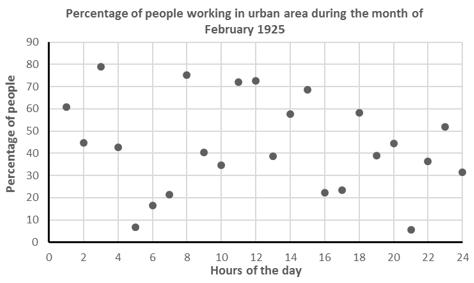 Percentage of people working in urban area during the month of
February 1925
90
80
70
60
50
40
30
20
10
0
Percentage of people
0 2 4 6 8 10 12 14 16 18 20 22 24
Hours of the day